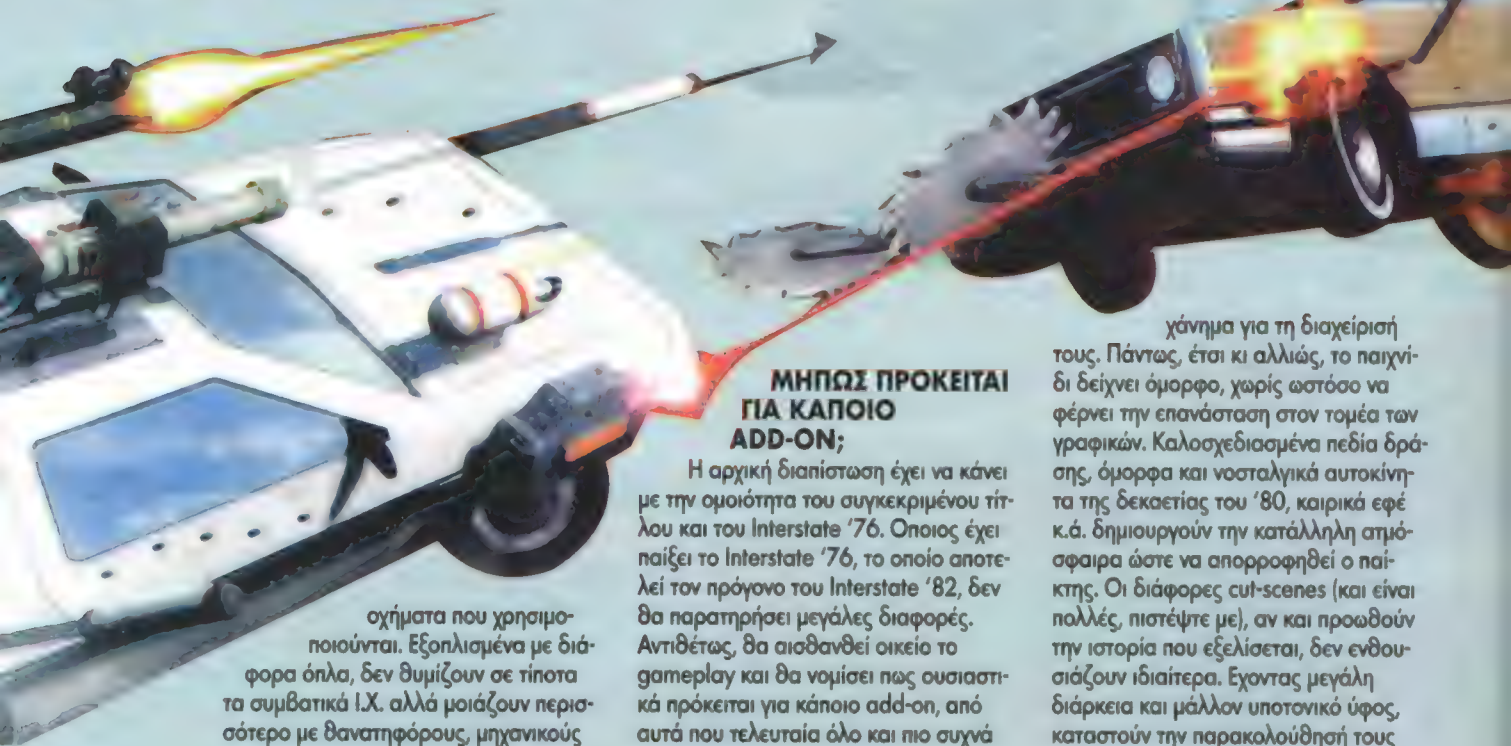 οχήματα που χρησιμο-
ποιούνται. Εξοπλισμένα με διά-
φορα όπλα, δεν θυμίζουν σε τίποτα
τα συμβατικά Ι.Χ. αλλά μοιάζουν περισ-
σότερο με θανατηφόρους, μηχανικούς
ΜΗΠΩΣ ΠΡΟΚΕΙΤΑΙ
ΓΙΑ ΚΑΠΟΙΟ
ADD-ON;
Η αρχική διαπίστωση έχει να κάνει
με την ομοιότητα του συγκεκριμένου τίτ-
λου και του Interstate '76. Οποιος έχει
παίξει το Interstate '76, το οποίο αποτε-
λεί τον πρόγονο του Interstate '82, δεν
θα παρατηρήσει μεγάλες διαφορές.
Αντιθέτως, θα αισθανθεί οικείο το
gameplay και θα νομίσει πως ουσιαστι-
κά πρόκειται για κάποιο add-on, από
αυτά που τελευταία όλο και πιο συχνά
χάνημα για τη διαχείρισή
τους. Πάντως, έτσι κι αλλιώς, το παιχνί-
δι δείχνει όμορφο, χωρίς ωστόσο να
φέρνει την επανάσταση στον τομέα των
γραφικών. Καλοσχεδιασμένα πεδία δρά-
σης, όμορφα και νοσταλγικά αυτοκίνη-
τα της δεκαετίας του '80, καιρικά εφέ
κ.ά. δημιουργούν την κατάλληλη ατμό-
σφαιρα ώστε να απορροφηθεί ο παί-
κτης. Οι διάφορες cut-scenes (και είναι
πολλές, πιστέψτε με), αν και προωθούν
την ιστορία που εξελίσεται, δεν ενθου-
σιάζουν ιδιαίτερα. Εχοντας μεγάλη
διάρκεια και μάλλον υποτονικό ύφος,
καταστούν την παρακολούθησή τους